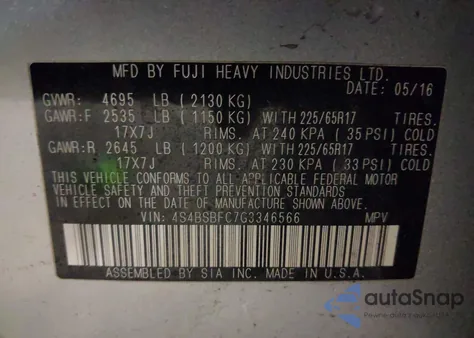 MFD BY FUJI HEAVY INDUSTRIES LTD.
DATE: 05/16
GVWR: 4695 LB (2130 KG)
GAWR:F 2535 LB (1150 KG) WITH 225/65R17 TIRES.
17X7J RIMS. AT 240 KPA (35 PSI) COLD
GAWR:R 2645 LB (1200 KG) WITH 225/65R17 TIRES.
17X7J RIMS. AT 230 KPA (33 PSI) COLD
THIS VEHICLE CONFORMS TO ALL APPLICABLE FEDERAL MOTOR
VEHICLE SAFETY AND THEFT PREVENTION STANDARDS
IN EFFECT ON THE DATE OF MANUFACTURE SHOWN ABOVE.
VIN: 4S4BSBFC7G3346566 MPV
ASSEMBLED BY SIA INC. MADE IN U.S.A.
autoSnap